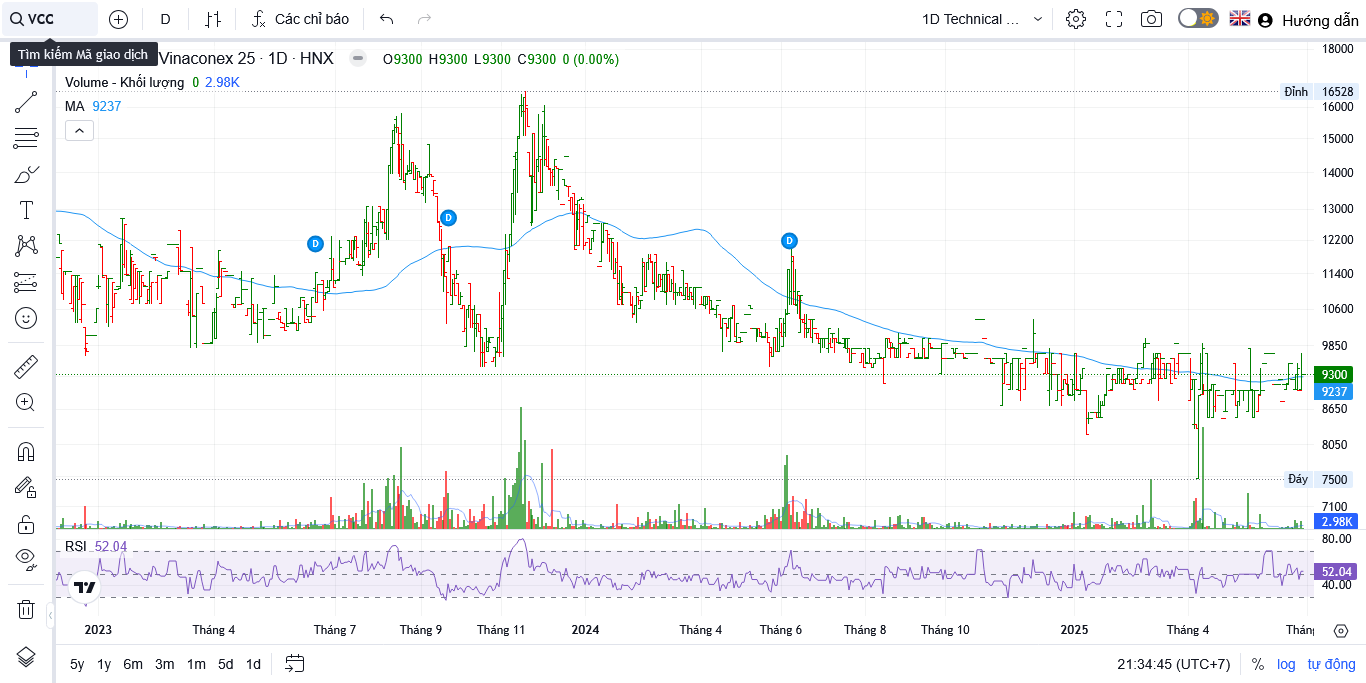 VCC
D
Các chỉ báo
1D Technical ...
Hướng dẫn
Tìm kiếm Mã giao dịch
Vinaconex 25 · 1D · HNX
O9300 H9300 L9300 C9300 0 (0.00%)
Volume - Khối lượng 0 2.98K
MA 9237
18000
Đỉnh 16528
16000
15000
14000
13000
12200
11400
10600
9850
9300
9237
8650
8050
Đáy 7500
7100
2.98K
D
D
D
RSI 52.04
80.00
52.04
40.00
2023 Tháng 4 Tháng 7 Tháng 9 Tháng 11 2024 Tháng 4 Tháng 6 Tháng 8 Tháng 10 2025 Tháng 4
5y 1y 6m 3m 1m 5d 1d
21:34:45 (UTC+7) % log tự động